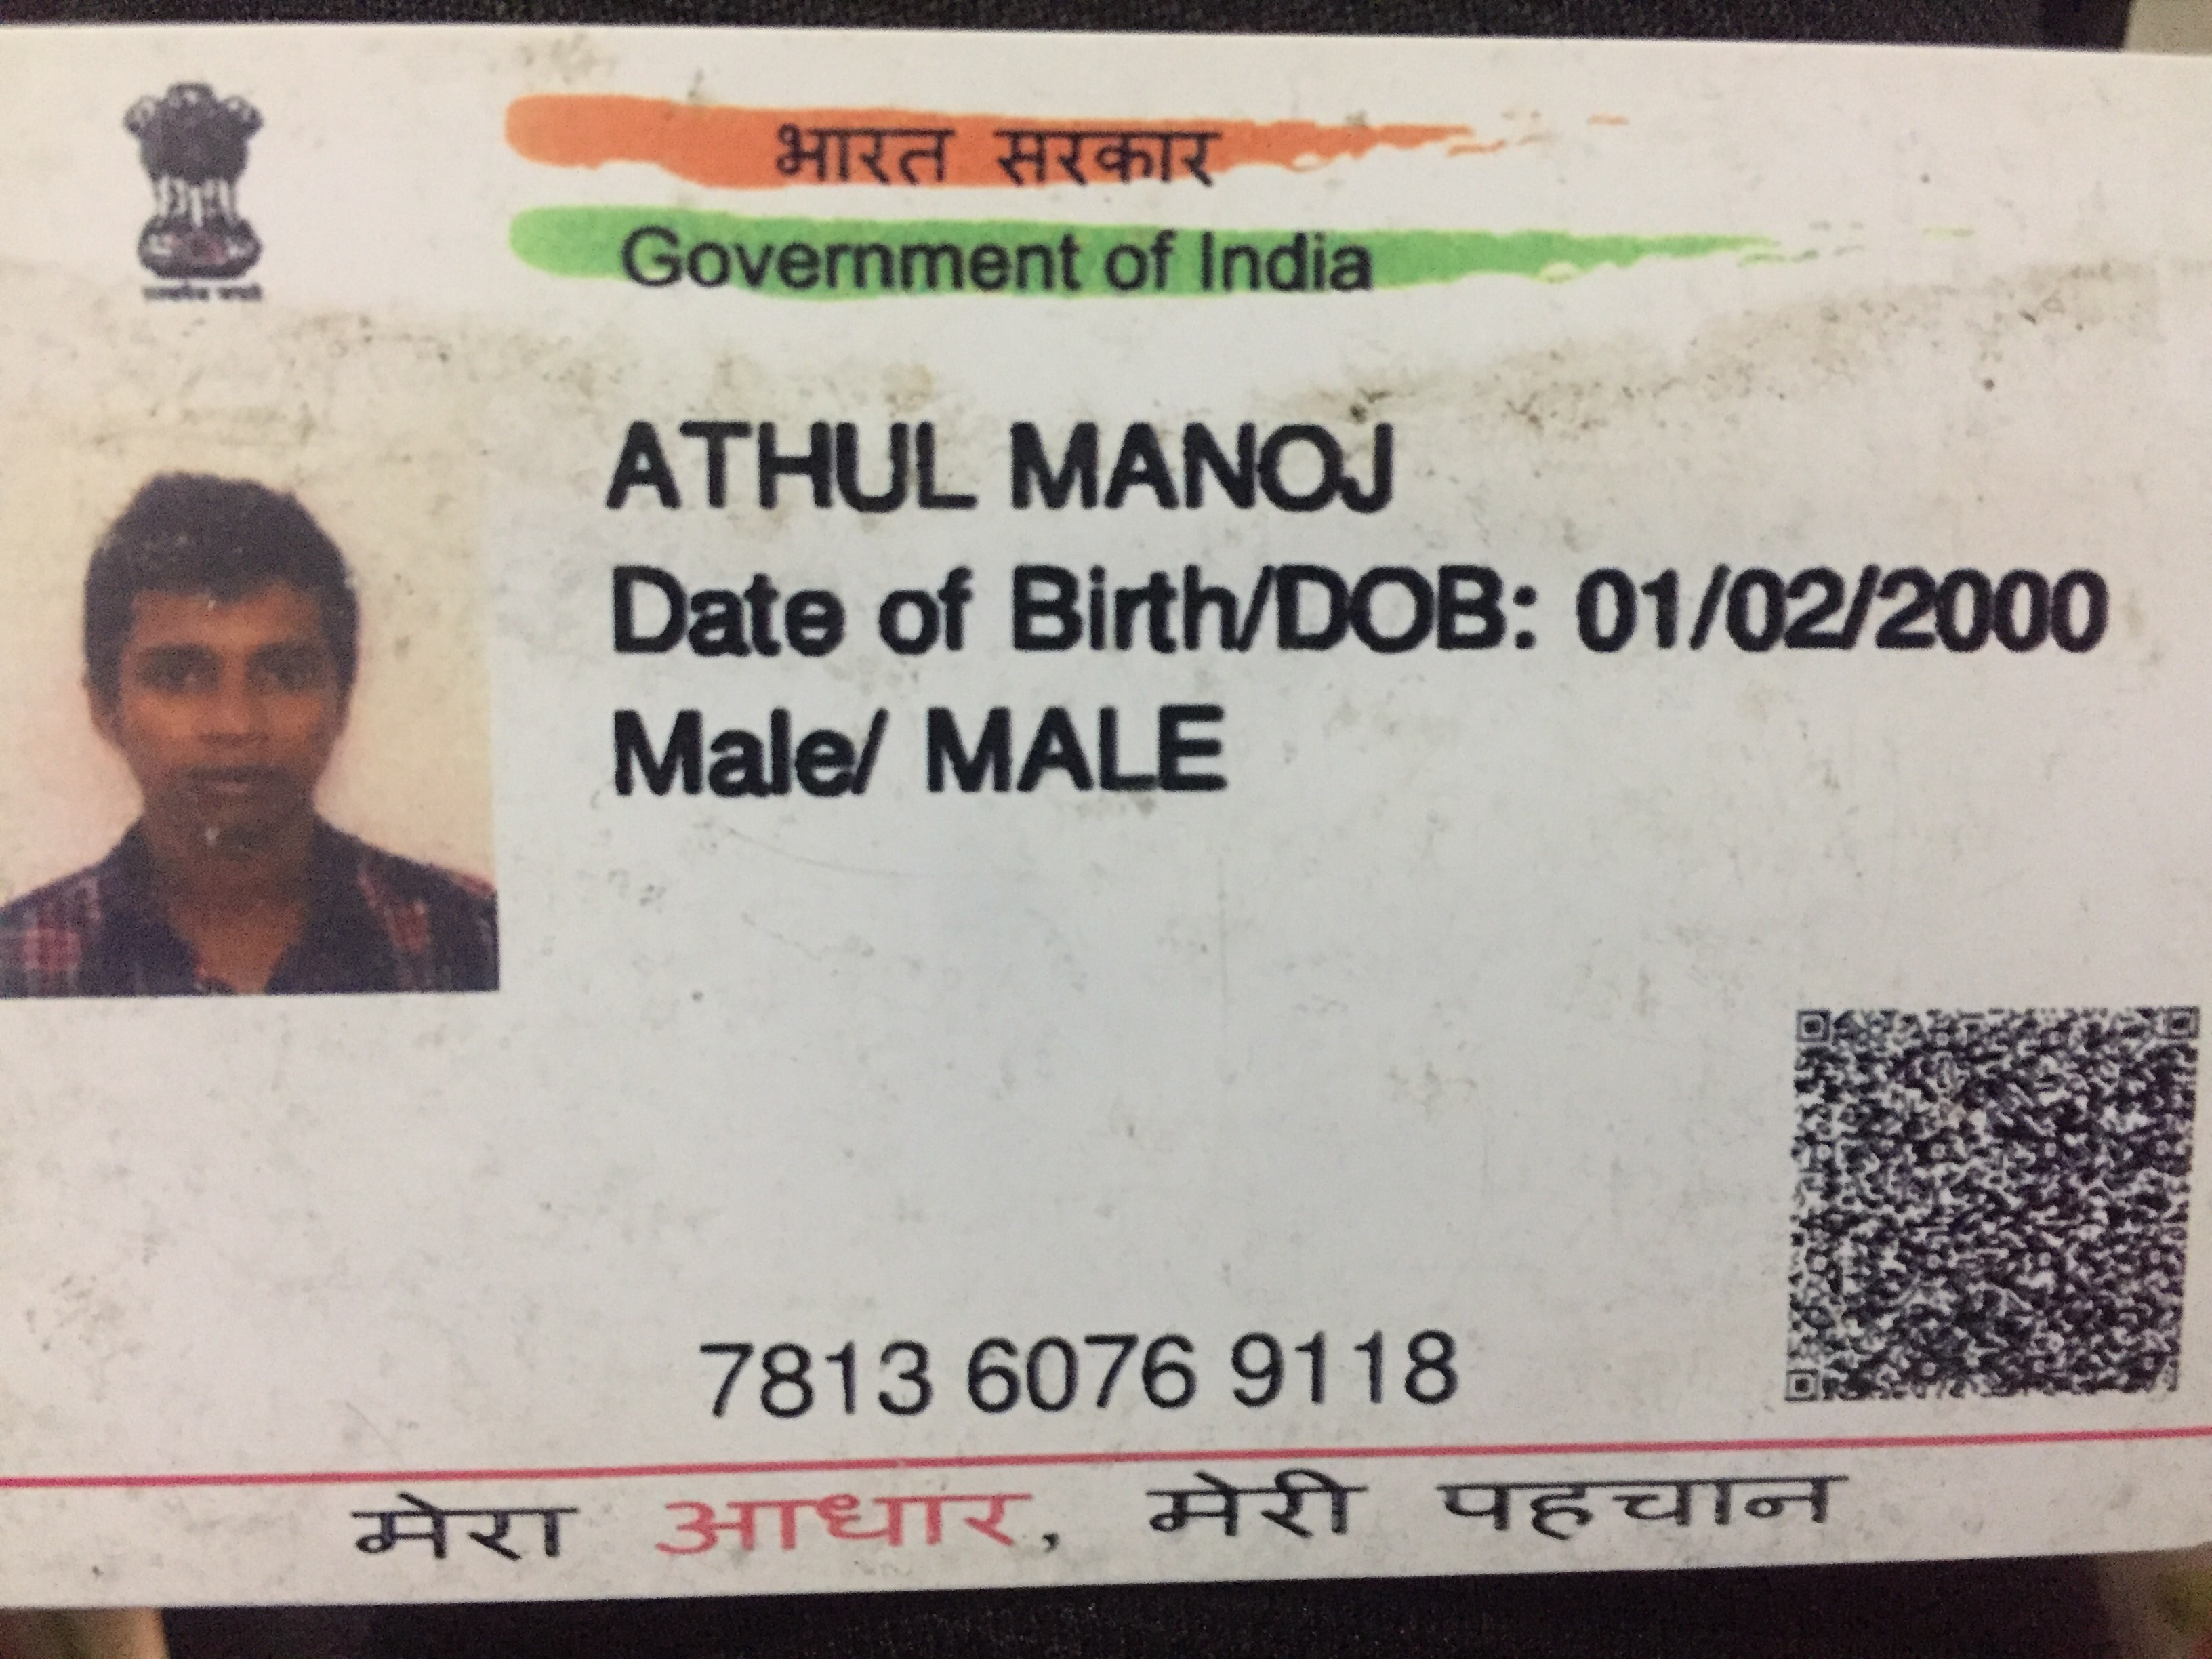 भारत सरकार
Government of India
ATHUL MANOJ
Date of Birth/DOB: 01/02/2000
Male/ MALE
7813 6076 9118
मेरा आधार, मेरी पहचान